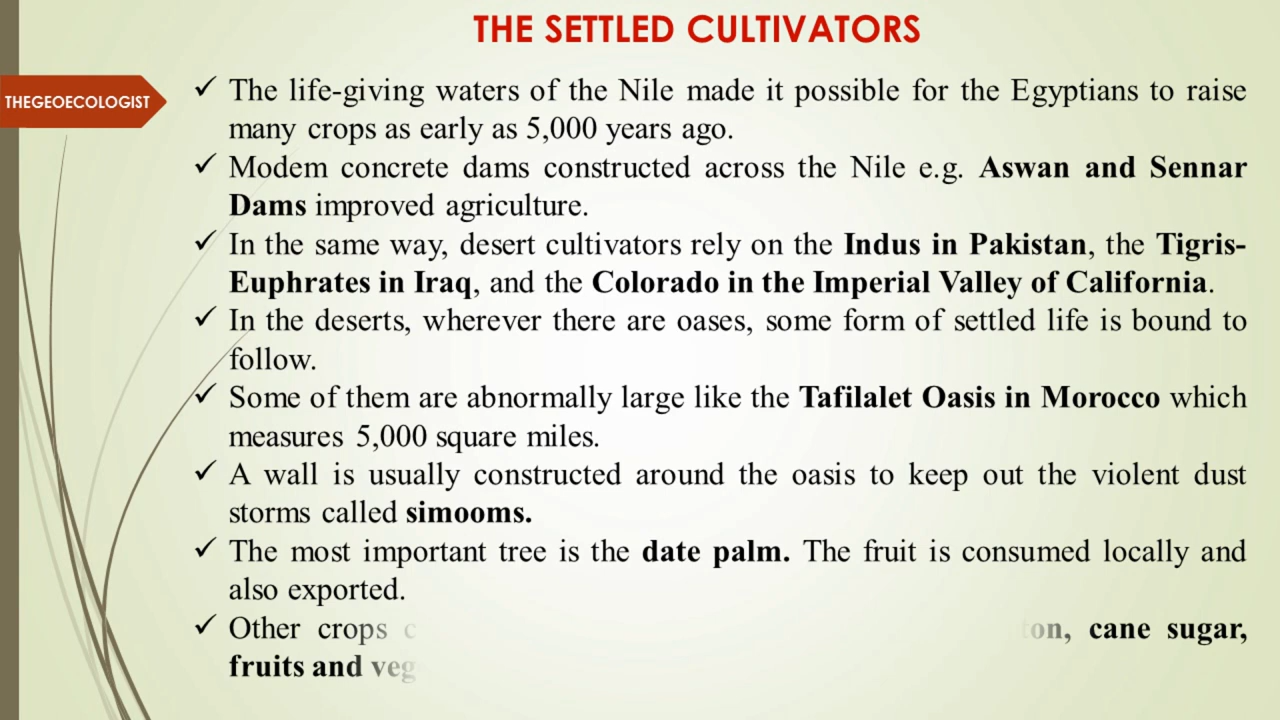 THE SETTLED CULTIVATORS
THEGEOECOLOGIST
✓ The life-giving waters of the Nile made it possible for the Egyptians to raise
many crops as early as 5,000 years ago.
✓ Modem concrete dams constructed across the Nile e.g. Aswan and Sennar
Dams improved agriculture.
✓ In the same way, desert cultivators rely on the Indus in Pakistan, the Tigris-
Euphrates in Iraq, and the Colorado in the Imperial Valley of California.
✓ In the deserts, wherever there are oases, some form of settled life is bound to
follow.
✓ Some of them are abnormally large like the Tafilalet Oasis in Morocco which
measures 5,000 square miles.
✓ A wall is usually constructed around the oasis to keep out the violent dust
storms called simooms.
✓ The most important tree is the date palm. The fruit is consumed locally and
also exported.
✓ Other crops cane sugar,
fruits and